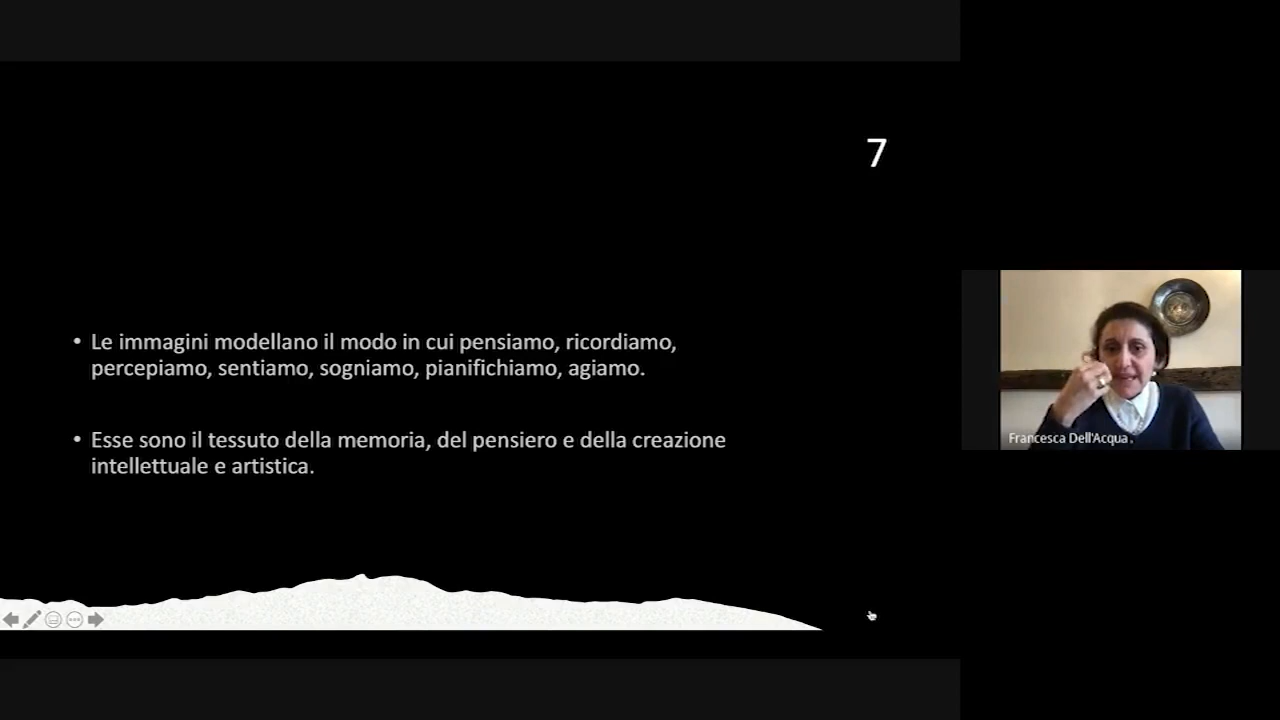 7
• Le immagini modellano il modo in cui pensiamo, ricordiamo,
percepiamo, sentiamo, sogniamo, pianifichiamo, agiamo.
• Esse sono il tessuto della memoria, del pensiero e della creazione
intellettuale e artistica.
Francesca Dell'Acqua